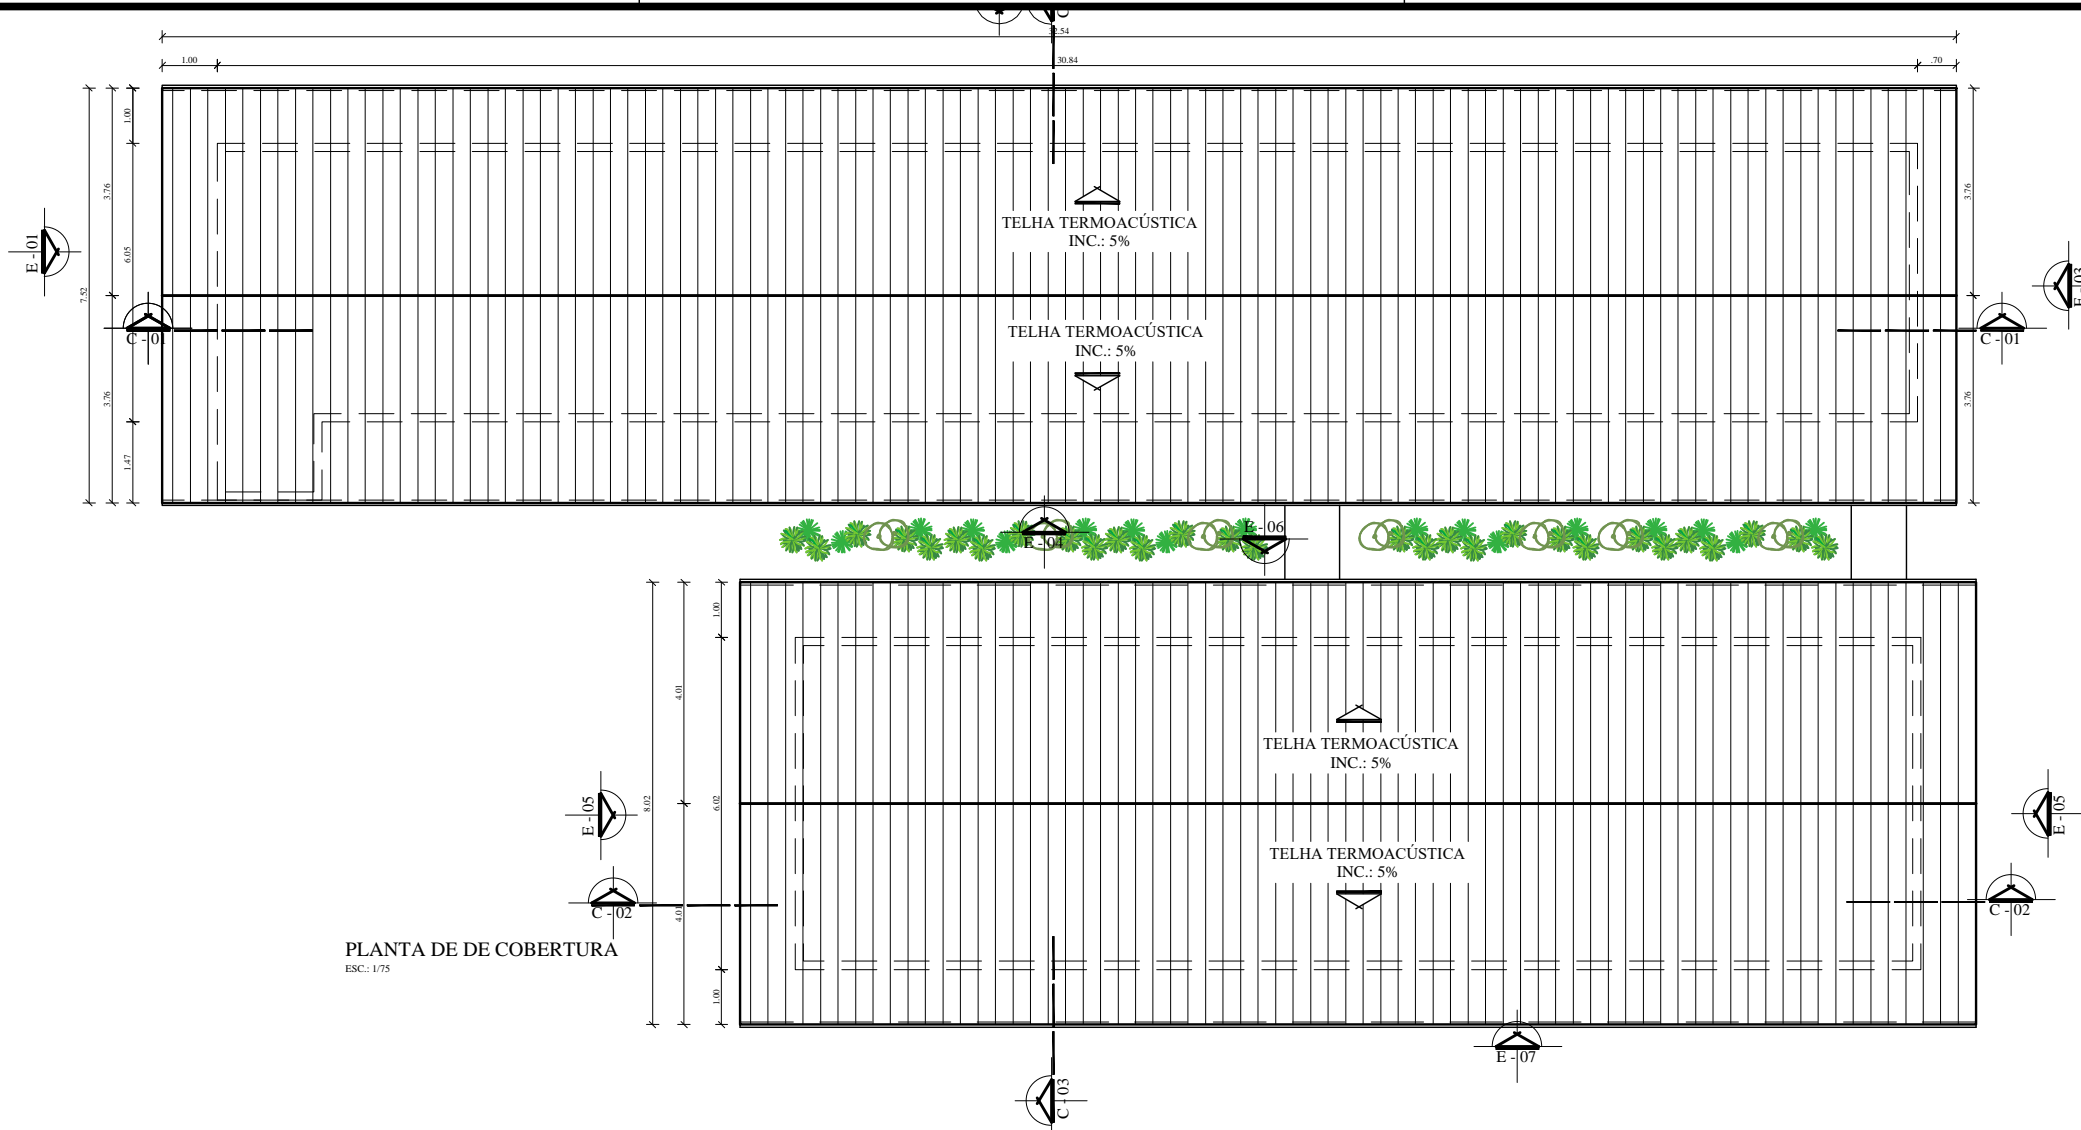 C
32.54
1.00
30.84
.70
1.00
3.76
3.76
6.05
7.52
E - 01
E - 03
TELHA TERMOACÚSTICA
INC.: 5%
TELHA TERMOACÚSTICA
INC.: 5%
C - 01
C - 01
3.76
3.76
1.47
E - 04
E - 06
1.00
4.01
8.02
6.02
TELHA TERMOACÚSTICA
INC.: 5%
E - 05
E - 05
TELHA TERMOACÚSTICA
INC.: 5%
C - 02
C - 02
4.01
PLANTA DE DE COBERTURA
ESC.: 1/75
1.00
E - 07
C - 03